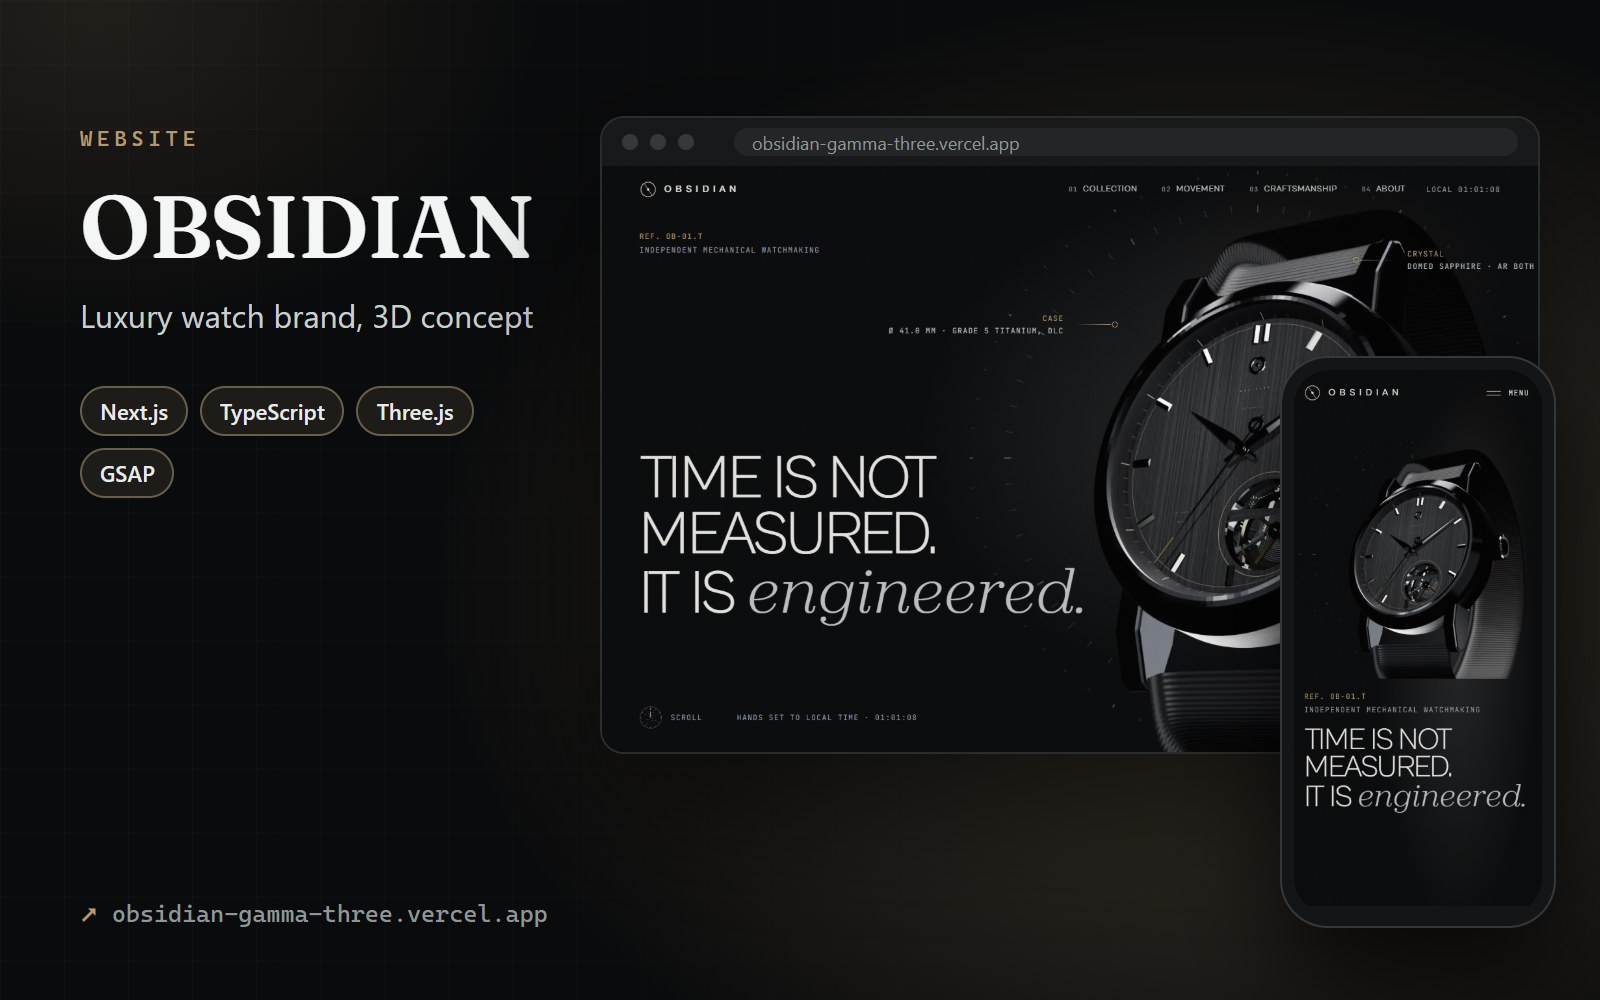 WEBSITE
OBSIDIAN
Luxury watch brand, 3D concept
Next.js
TypeScript
Three.js
GSAP
↗ obsidian-gamma-three.vercel.app
obsidian-gamma-three.vercel.app
OBSIDIAN
01 COLLECTION
02 MOVEMENT
03 CRAFTSMANSHIP
04 ABOUT
LOCAL 01:01:08
REF. OB-01.T
INDEPENDENT MECHANICAL WATCHMAKING
CRYSTAL
DOMED SAPPHIRE · AR BOTH
CASE
Ø 41.0 MM · GRADE 5 TITANIUM, DLC
TIME IS NOT
MEASURED.
IT IS engineered.
SCROLL
HANDS SET TO LOCAL TIME · 01:01:08
OBSIDIAN
MENU
REF. OB-01.T
INDEPENDENT MECHANICAL WATCHMAKING
TIME IS NOT
MEASURED.
IT IS engineered.